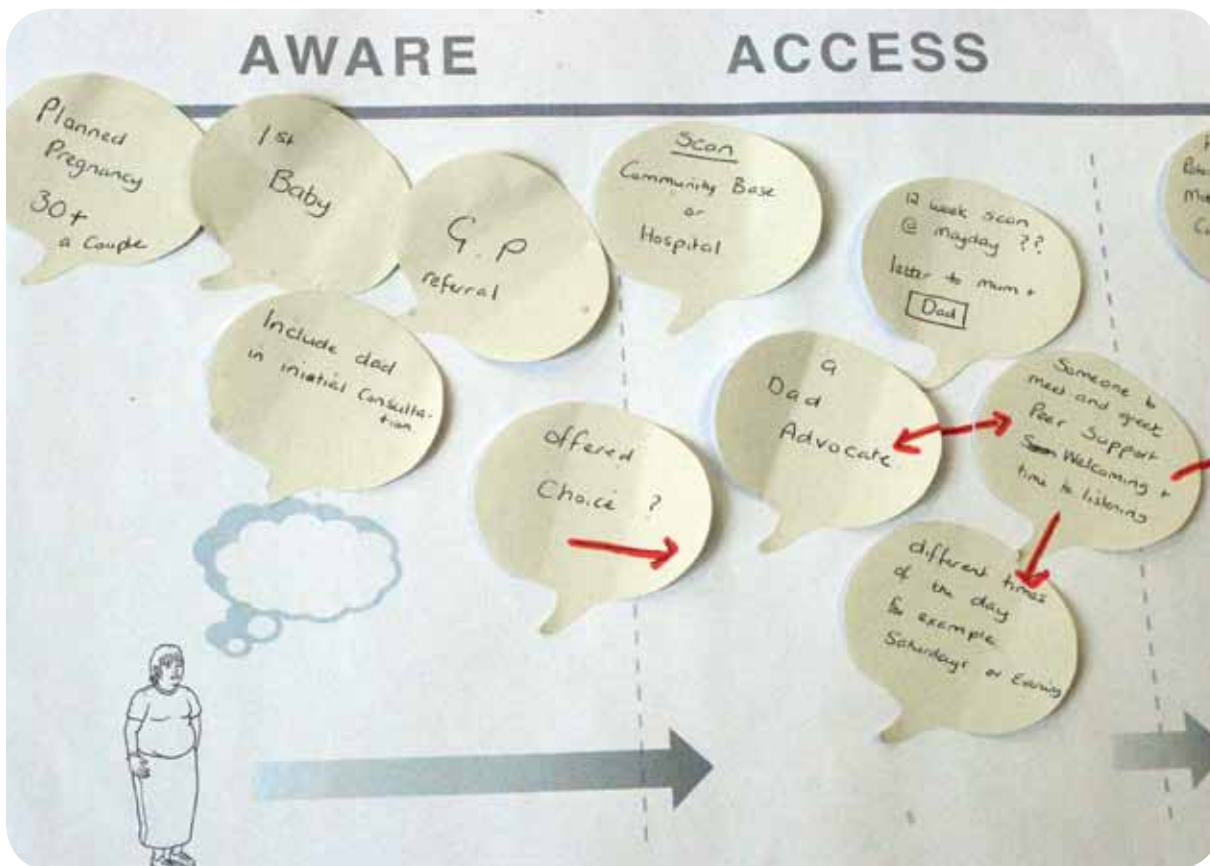 AWARE
ACCESS
Planned
Pregnancy
30+
a Couple
1st
Baby
G.P
referral
Include dad
in iniatial Consulta-
tion
offered
Choice ?
Scan
Community Base
or
Hospital
12 week scan
@ Mayday ??
letter to mum +
Dad
a
Dad
Advocate
Someone to
meet and greet
Peer Support
Welcoming +
time to listening
different times
of the day
for example
Saturdays or Evening